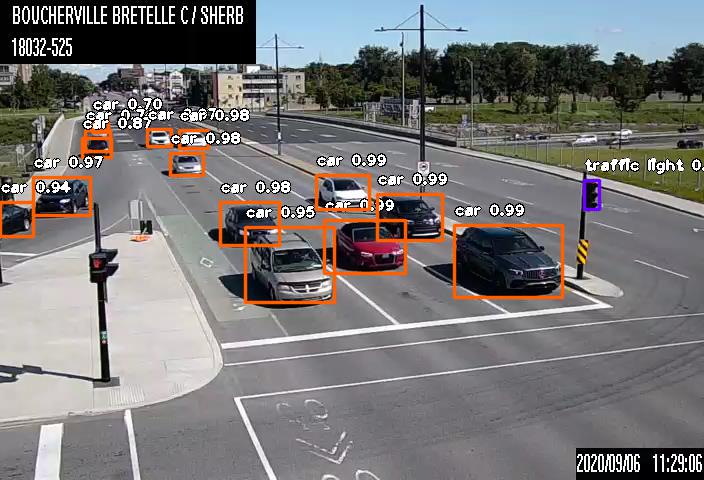 BOUCHERVILLE BRETELLE C / SHERB
18032-525
car 0.70
car 0.98
car 0.87
car 0.98
car 0.97
car 0.99
traffic light 0.
car 0.94
car 0.98
car 0.99
car 0.95
car 0.99
2020/09/06 11:29:06